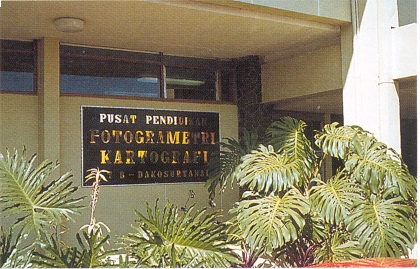 PUSAT PENDIDIKAN
FOTOGRAMETRI
KARTOGRAFI
BAKOSURTANAL